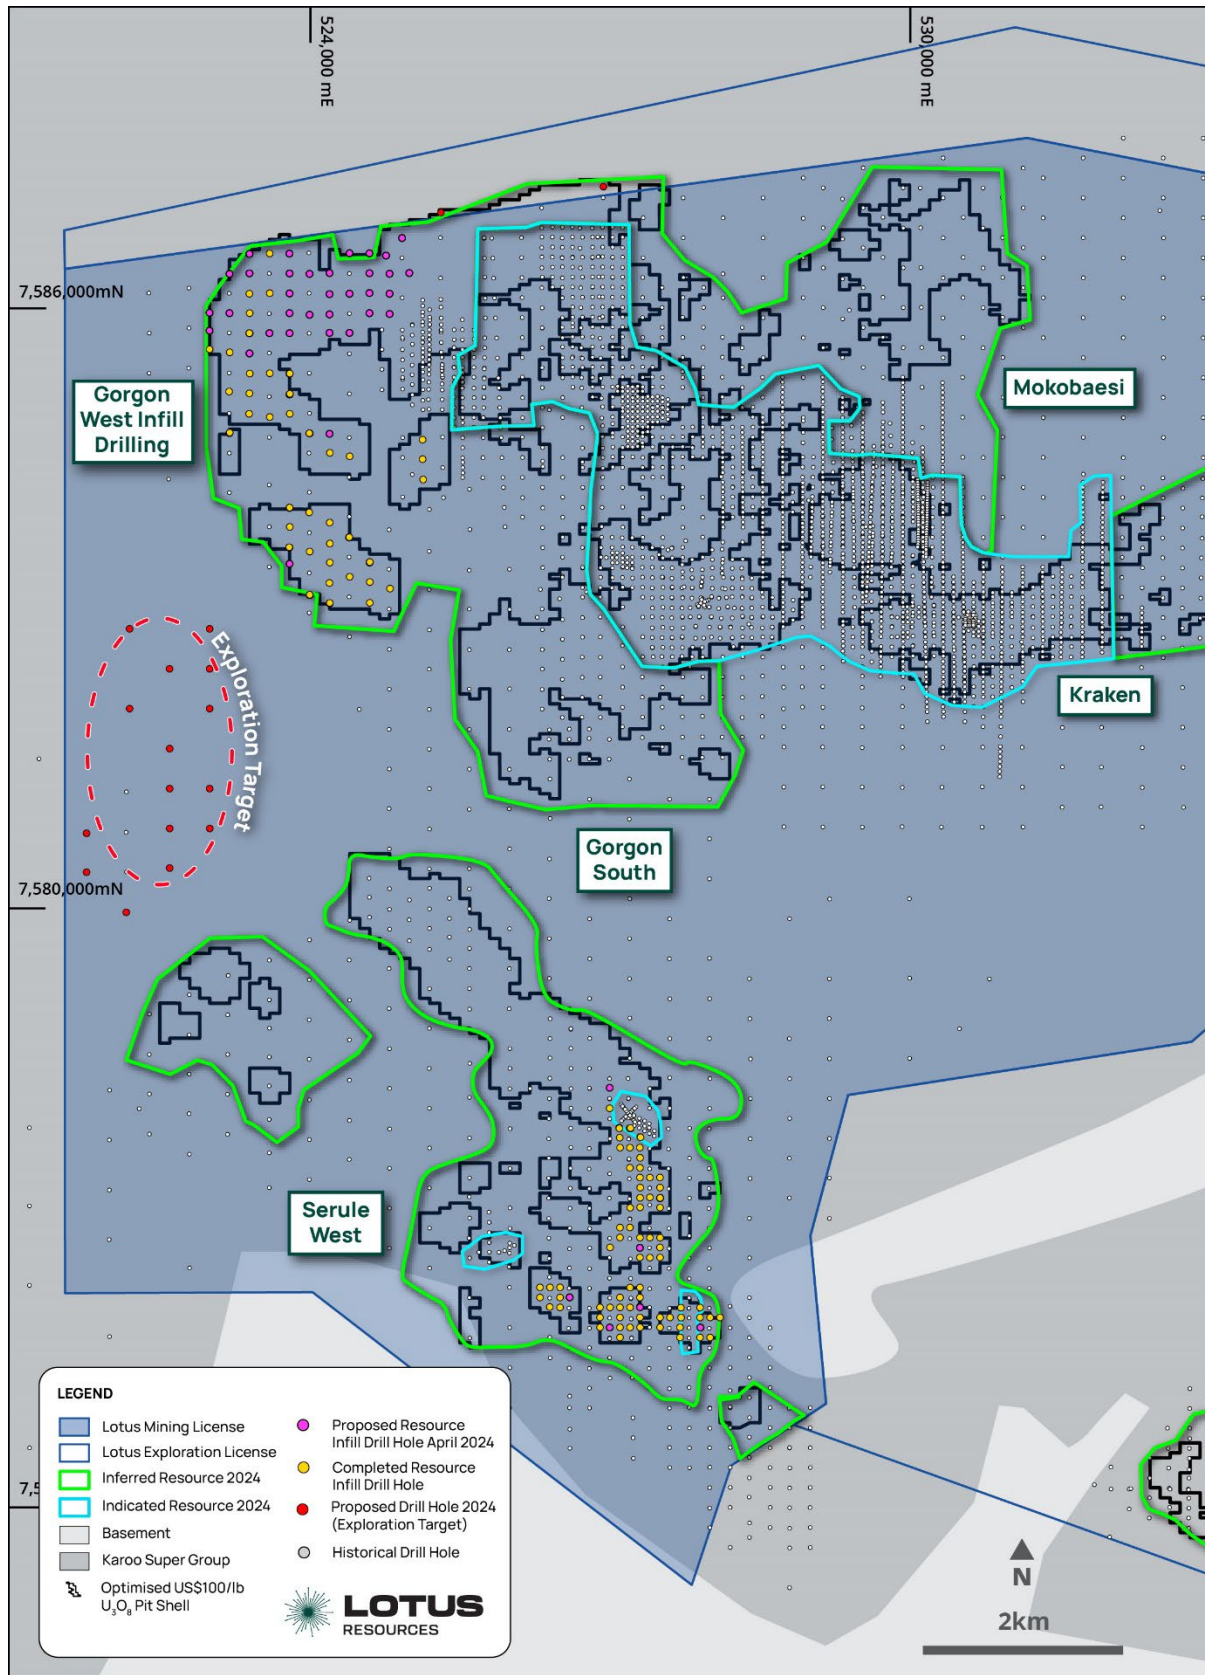 524,000 mE
530,000 mE
7,586,000mN
Mokobaesi
Gorgon
West Infill
Drilling
Exploration Target
Kraken
Gorgon
South
7,580,000mN
Serule
West
7,5
LEGEND
Lotus Mining License
Lotus Exploration License
Inferred Resource 2024
Indicated Resource 2024
Basement
Karoo Super Group
Optimised US$100/lb
U₃O₈ Pit Shell
Proposed Resource
Infill Drill Hole April 2024
Completed Resource
Infill Drill Hole
Proposed Drill Hole 2024
(Exploration Target)
Historical Drill Hole
LOTUS
RESOURCES
N
2km